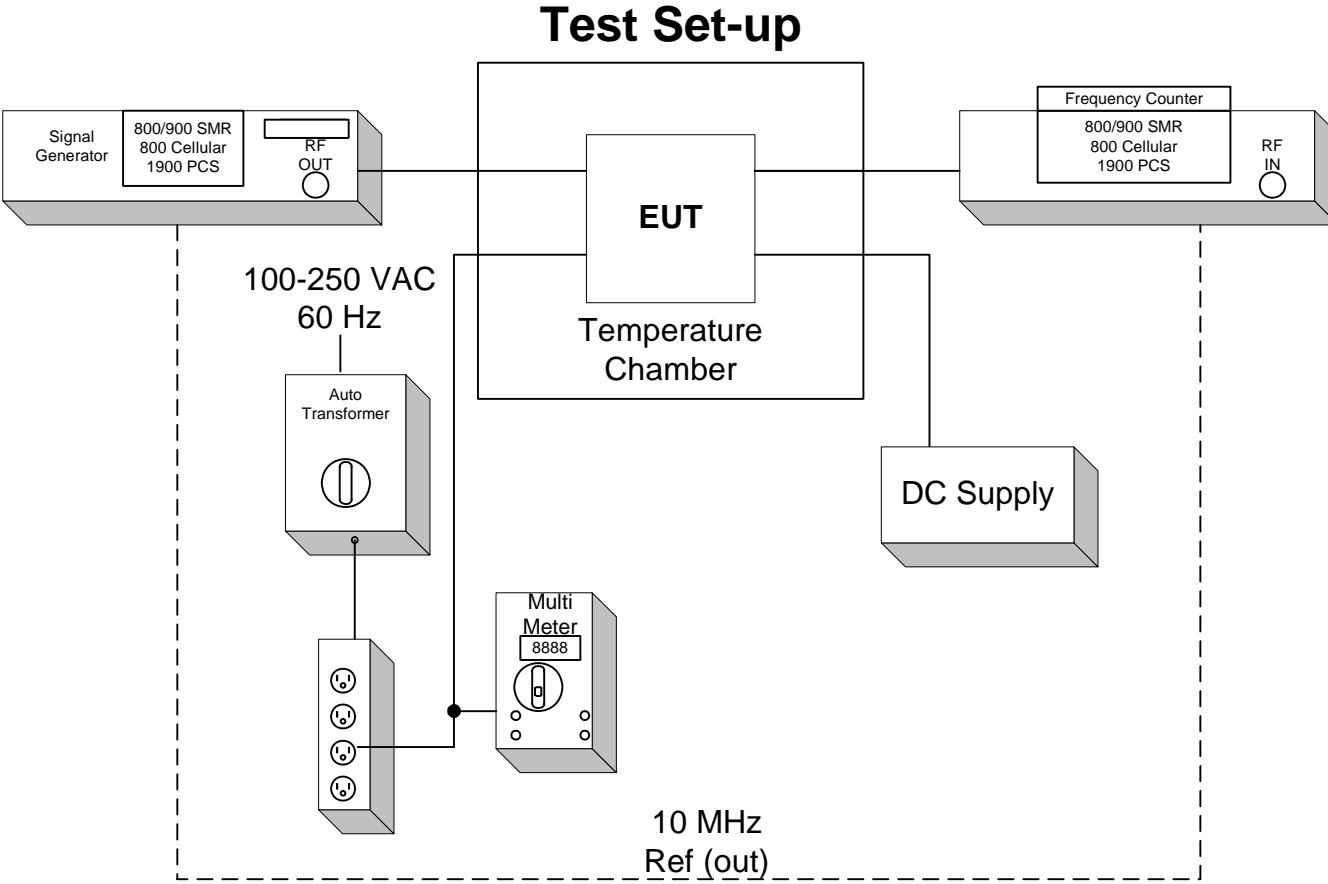 Test Set-up
Signal
Generator
800/900 SMR
800 Cellular
1900 PCS
RF
OUT
EUT
Temperature
Chamber
Frequency Counter
800/900 SMR
800 Cellular
1900 PCS
RF
IN
100-250 VAC
60 Hz
Auto
Transformer
DC Supply
Multi
Meter
8888
10 MHz
Ref (out)